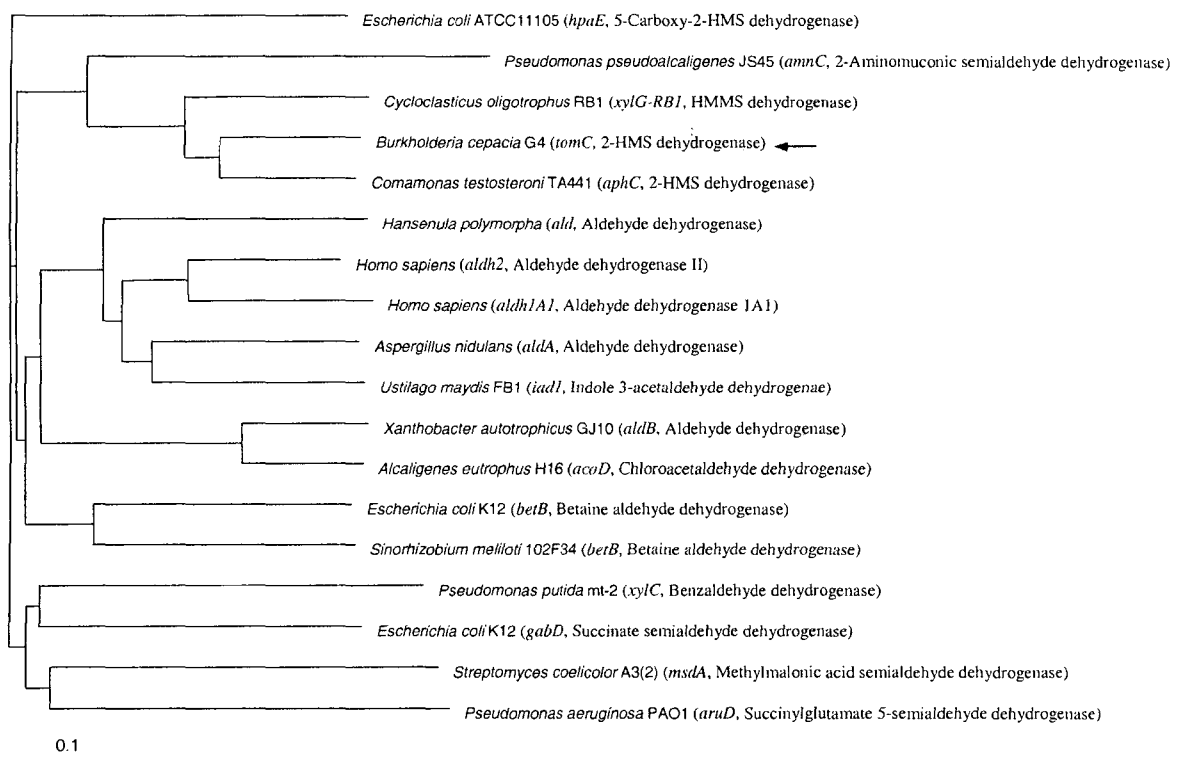 Escherichia coli ATCC11105 (hpaE, 5-Carboxy-2-HMS dehydrogenase)
Pseudomonas pseudoalcaligenes JS45 (amnC, 2-Aminomuconic semialdehyde dehydrogenase)
Cycloclasticus oligotrophus RB1 (xylG-RB1, HMMS dehydrogenase)
Burkholderia cepacia G4 (tomC, 2-HMS dehydrogenase)
Comamonas testosteroni TA441 (aphC, 2-HMS dehydrogenase)
Hansenula polymorpha (ald, Aldehyde dehydrogenase)
Homo sapiens (aldh2, Aldehyde dehydrogenase II)
Homo sapiens (aldh1A1, Aldehyde dehydrogenase 1A1)
Aspergillus nidulans (aldA, Aldehyde dehydrogenase)
Ustilago maydis FB1 (iad1, Indole 3-acetaldehyde dehydrogenae)
Xanthobacter autotrophicus GJ10 (aldB, Aldehyde dehydrogenase)
Alcaligenes eutrophus H16 (acoD, Chloroacetaldehyde dehydrogenase)
Escherichia coli K12 (betB, Betaine aldehyde dehydrogenase)
Sinorhizobium meliloti 102F34 (betB, Betaine aldehyde dehydrogenase)
Pseudomonas putida mt-2 (xylC, Benzaldehyde dehydrogenase)
Escherichia coli K12 (gabD, Succinate semialdehyde dehydrogenase)
Streptomyces coelicolor A3(2) (msdA, Methylmalonic acid semialdehyde dehydrogenase)
Pseudomonas aeruginosa PAO1 (aruD, Succinylglutamate 5-semialdehyde dehydrogenase)
0.1